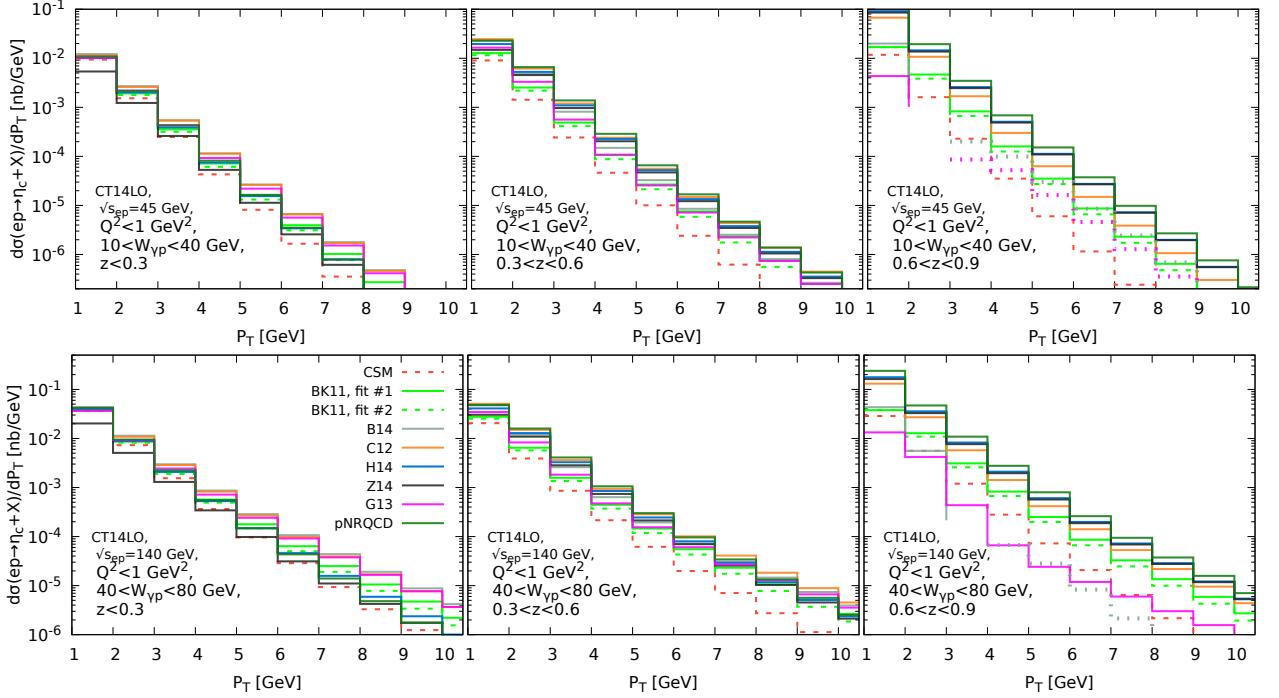 dσ(ep→η_c+X)/dP_T [nb/GeV]
10^-1
10^-2
10^-3
10^-4
10^-5
10^-6
CT14LO,
√s_ep=45 GeV,
Q^2<1 GeV^2,
10<W_γp<40 GeV,
z<0.3
1 2 3 4 5 6 7 8 9 10
P_T [GeV]
CT14LO,
√s_ep=45 GeV,
Q^2<1 GeV^2,
10<W_γp<40 GeV,
0.3<z<0.6
1 2 3 4 5 6 7 8 9 10
P_T [GeV]
CT14LO,
√s_ep=45 GeV,
Q^2<1 GeV^2,
10<W_γp<40 GeV,
0.6<z<0.9
1 2 3 4 5 6 7 8 9 10
P_T [GeV]
dσ(ep→η_c+X)/dP_T [nb/GeV]
10^-1
10^-2
10^-3
10^-4
10^-5
10^-6
CSM
BK11, fit #1
BK11, fit #2
B14
C12
H14
Z14
G13
pNRQCD
CT14LO,
√s_ep=140 GeV,
Q^2<1 GeV^2,
40<W_γp<80 GeV,
z<0.3
1 2 3 4 5 6 7 8 9 10
P_T [GeV]
CT14LO,
√s_ep=140 GeV,
Q^2<1 GeV^2,
40<W_γp<80 GeV,
0.3<z<0.6
1 2 3 4 5 6 7 8 9 10
P_T [GeV]
CT14LO,
√s_ep=140 GeV,
Q^2<1 GeV^2,
40<W_γp<80 GeV,
0.6<z<0.9
1 2 3 4 5 6 7 8 9 10
P_T [GeV]